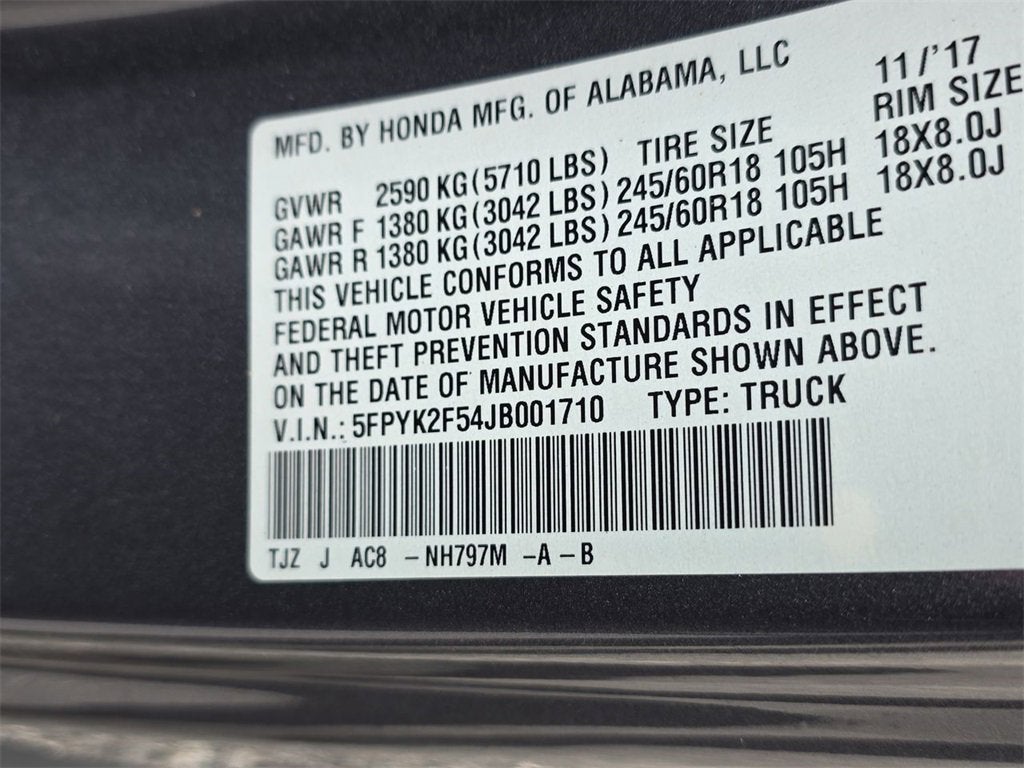 MFD. BY HONDA MFG. OF ALABAMA, LLC 11/'17
GVWR 2590 KG (5710 LBS) TIRE SIZE RIM SIZE
GAWR F 1380 KG (3042 LBS) 245/60R18 105H 18X8.0J
GAWR R 1380 KG (3042 LBS) 245/60R18 105H 18X8.0J
THIS VEHICLE CONFORMS TO ALL APPLICABLE
FEDERAL MOTOR VEHICLE SAFETY
AND THEFT PREVENTION STANDARDS IN EFFECT
ON THE DATE OF MANUFACTURE SHOWN ABOVE.
V.I.N.: 5FPYK2F54JB001710 TYPE: TRUCK
TJZ J AC8 -NH797M -A -B